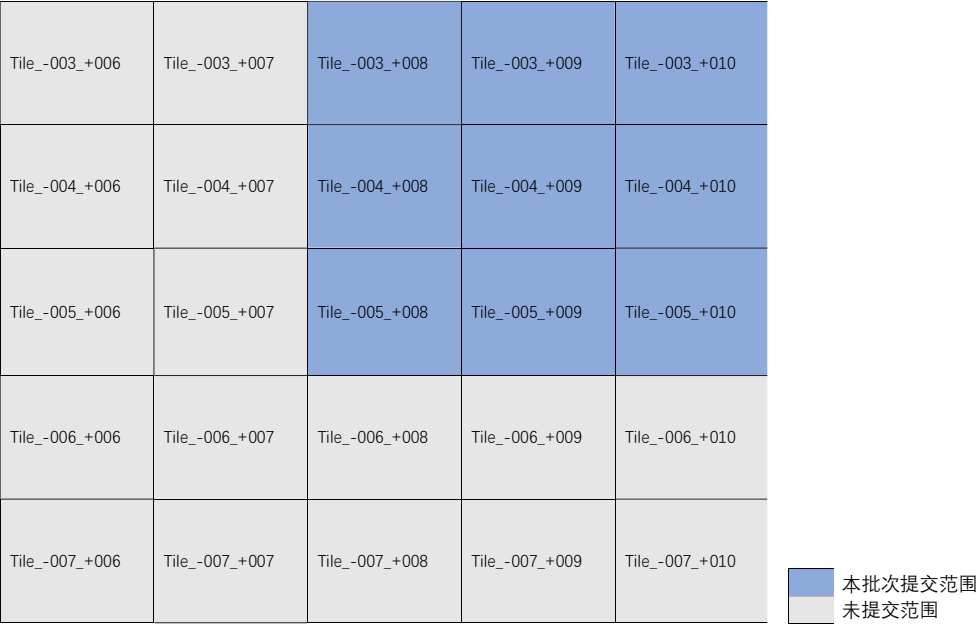 Tile_-003_+006 Tile_-003_+007 Tile_-003_+008 Tile_-003_+009 Tile_-003_+010
Tile_-004_+006 Tile_-004_+007 Tile_-004_+008 Tile_-004_+009 Tile_-004_+010
Tile_-005_+006 Tile_-005_+007 Tile_-005_+008 Tile_-005_+009 Tile_-005_+010
Tile_-006_+006 Tile_-006_+007 Tile_-006_+008 Tile_-006_+009 Tile_-006_+010
Tile_-007_+006 Tile_-007_+007 Tile_-007_+008 Tile_-007_+009 Tile_-007_+010
本批次提交范围
未提交范围